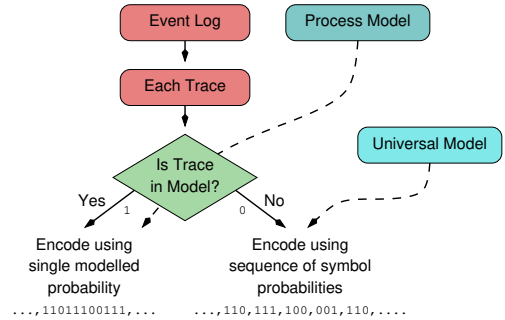 Event Log
Process Model
Each Trace
Universal Model
Is Trace
in Model?
Yes
No
1
0
Encode using
single modelled
probability
...,11011100111,...
Encode using
sequence of symbol
probabilities
...,110,111,100,001,110,....